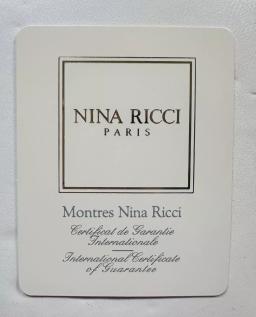 NINA RICCI
PARIS
Montres Nina Ricci
Certificat de Garantie
Internationale
International Certificate
of Guarantee